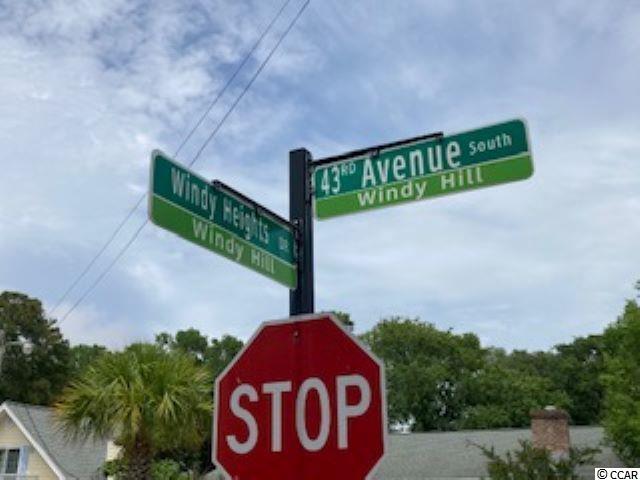 Windy Heights DR
Windy Hill
43RD Avenue South
Windy Hill
STOP
© CCAR